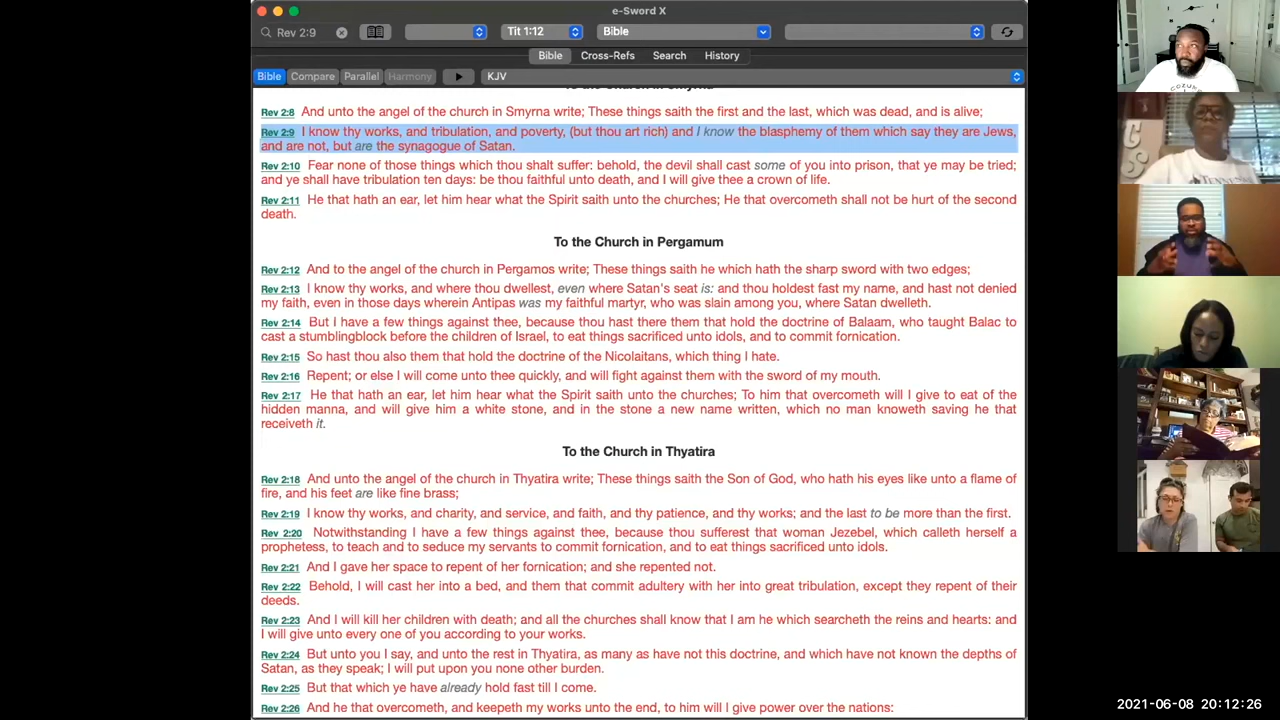 e-Sword X
Rev 2:9
Tit 1:12
Bible
Bible Cross-Refs Search History
Bible Compare Parallel Harmony KJV
To the Church in Smyrna
Rev 2:8 And unto the angel of the church in Smyrna write; These things saith the first and the last, which was dead, and is alive;
Rev 2:9 I know thy works, and tribulation, and poverty, (but thou art rich) and I know the blasphemy of them which say they are Jews,
and are not, but are the synagogue of Satan.
Rev 2:10 Fear none of those things which thou shalt suffer: behold, the devil shall cast some of you into prison, that ye may be tried;
and ye shall have tribulation ten days: be thou faithful unto death, and I will give thee a crown of life.
Rev 2:11 He that hath an ear, let him hear what the Spirit saith unto the churches; He that overcometh shall not be hurt of the second
death.
To the Church in Pergamum
Rev 2:12 And to the angel of the church in Pergamos write; These things saith he which hath the sharp sword with two edges;
Rev 2:13 I know thy works, and where thou dwellest, even where Satan's seat is: and thou holdest fast my name, and hast not denied
my faith, even in those days wherein Antipas was my faithful martyr, who was slain among you, where Satan dwelleth.
Rev 2:14 But I have a few things against thee, because thou hast there them that hold the doctrine of Balaam, who taught Balac to
cast a stumblingblock before the children of Israel, to eat things sacrificed unto idols, and to commit fornication.
Rev 2:15 So hast thou also them that hold the doctrine of the Nicolaitans, which thing I hate.
Rev 2:16 Repent; or else I will come unto thee quickly, and will fight against them with the sword of my mouth.
Rev 2:17 He that hath an ear, let him hear what the Spirit saith unto the churches; To him that overcometh will I give to eat of the
hidden manna, and will give him a white stone, and in the stone a new name written, which no man knoweth saving he that
receiveth it.
To the Church in Thyatira
Rev 2:18 And unto the angel of the church in Thyatira write; These things saith the Son of God, who hath his eyes like unto a flame of
fire, and his feet are like fine brass;
Rev 2:19 I know thy works, and charity, and service, and faith, and thy patience, and thy works; and the last to be more than the first.
Rev 2:20 Notwithstanding I have a few things against thee, because thou sufferest that woman Jezebel, which calleth herself a
prophetess, to teach and to seduce my servants to commit fornication, and to eat things sacrificed unto idols.
Rev 2:21 And I gave her space to repent of her fornication; and she repented not.
Rev 2:22 Behold, I will cast her into a bed, and them that commit adultery with her into great tribulation, except they repent of their
deeds.
Rev 2:23 And I will kill her children with death; and all the churches shall know that I am he which searcheth the reins and hearts: and
I will give unto every one of you according to your works.
Rev 2:24 But unto you I say, and unto the rest in Thyatira, as many as have not this doctrine, and which have not known the depths of
Satan, as they speak; I will put upon you none other burden.
Rev 2:25 But that which ye have already hold fast till I come.
Rev 2:26 And he that overcometh, and keepeth my works unto the end, to him will I give power over the nations:
2021-06-08 20:12:26